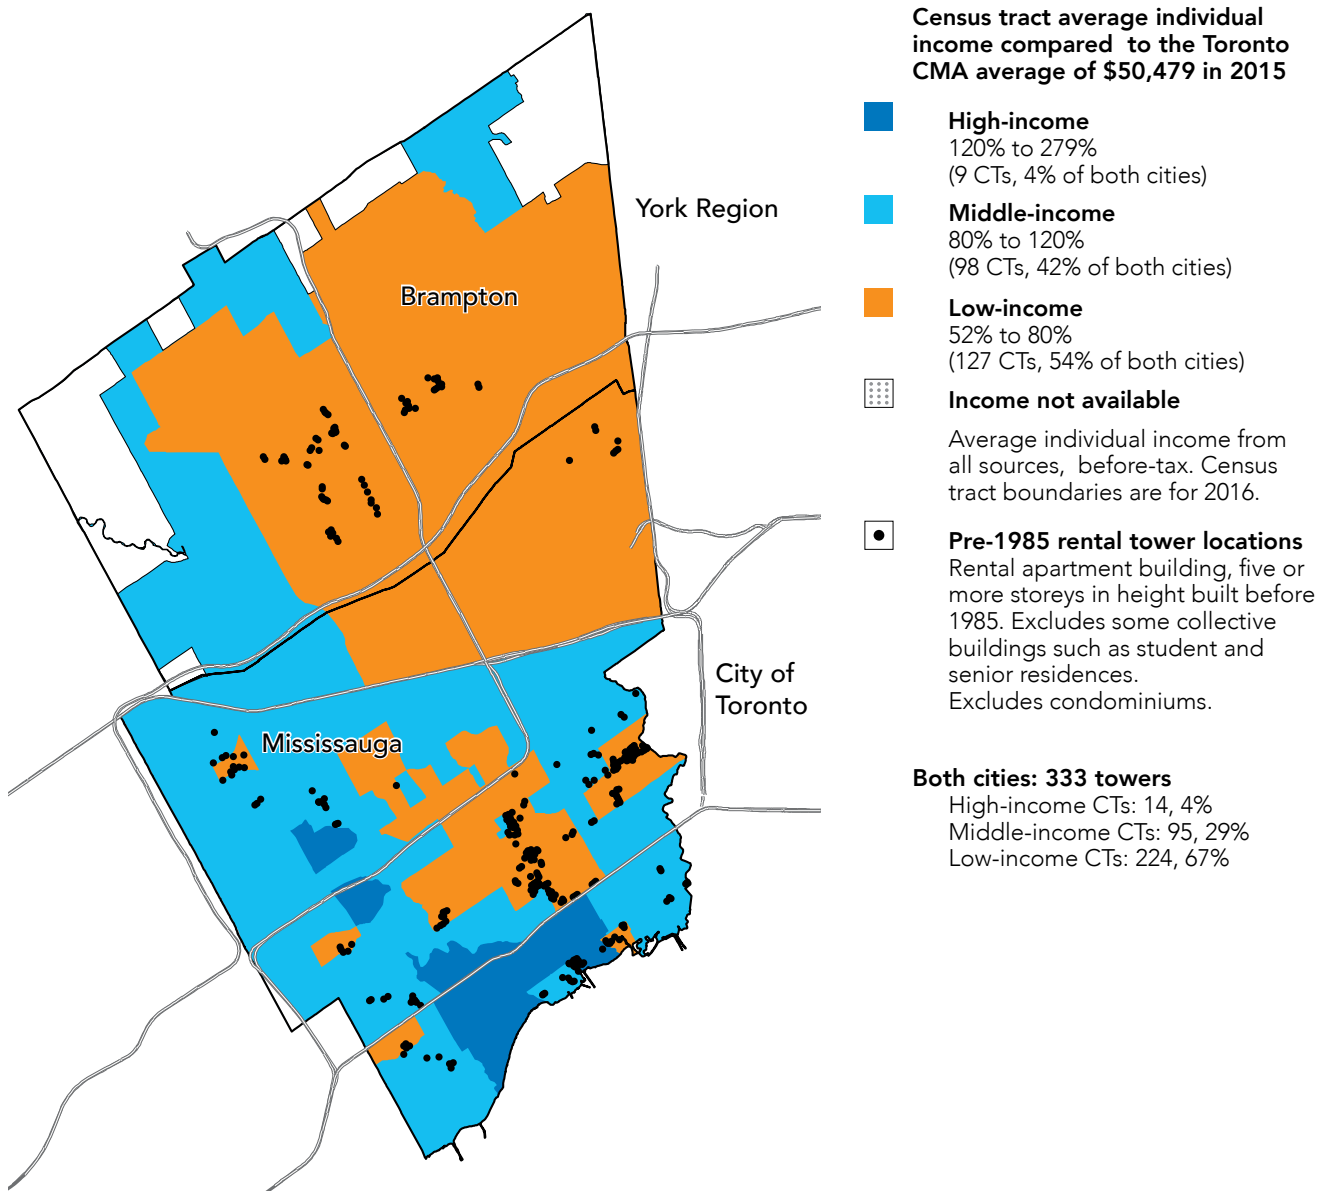 Census tract average individual
income compared to the Toronto
CMA average of $50,479 in 2015
High-income
120% to 279%
(9 CTs, 4% of both cities)
Middle-income
80% to 120%
(98 CTs, 42% of both cities)
Low-income
52% to 80%
(127 CTs, 54% of both cities)
Income not available
Average individual income from
all sources, before-tax. Census
tract boundaries are for 2016.
Pre-1985 rental tower locations
Rental apartment building, five or
more storeys in height built before
1985. Excludes some collective
buildings such as student and
senior residences.
Excludes condominiums.
Both cities: 333 towers
High-income CTs: 14, 4%
Middle-income CTs: 95, 29%
Low-income CTs: 224, 67%
York Region
Brampton
City of
Toronto
Mississauga